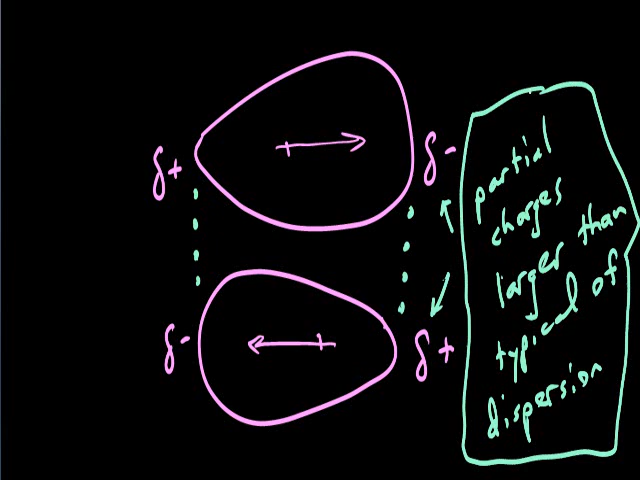 δ+
δ-
δ-
δ+
partial
charges
larger than
typical of
dispersion